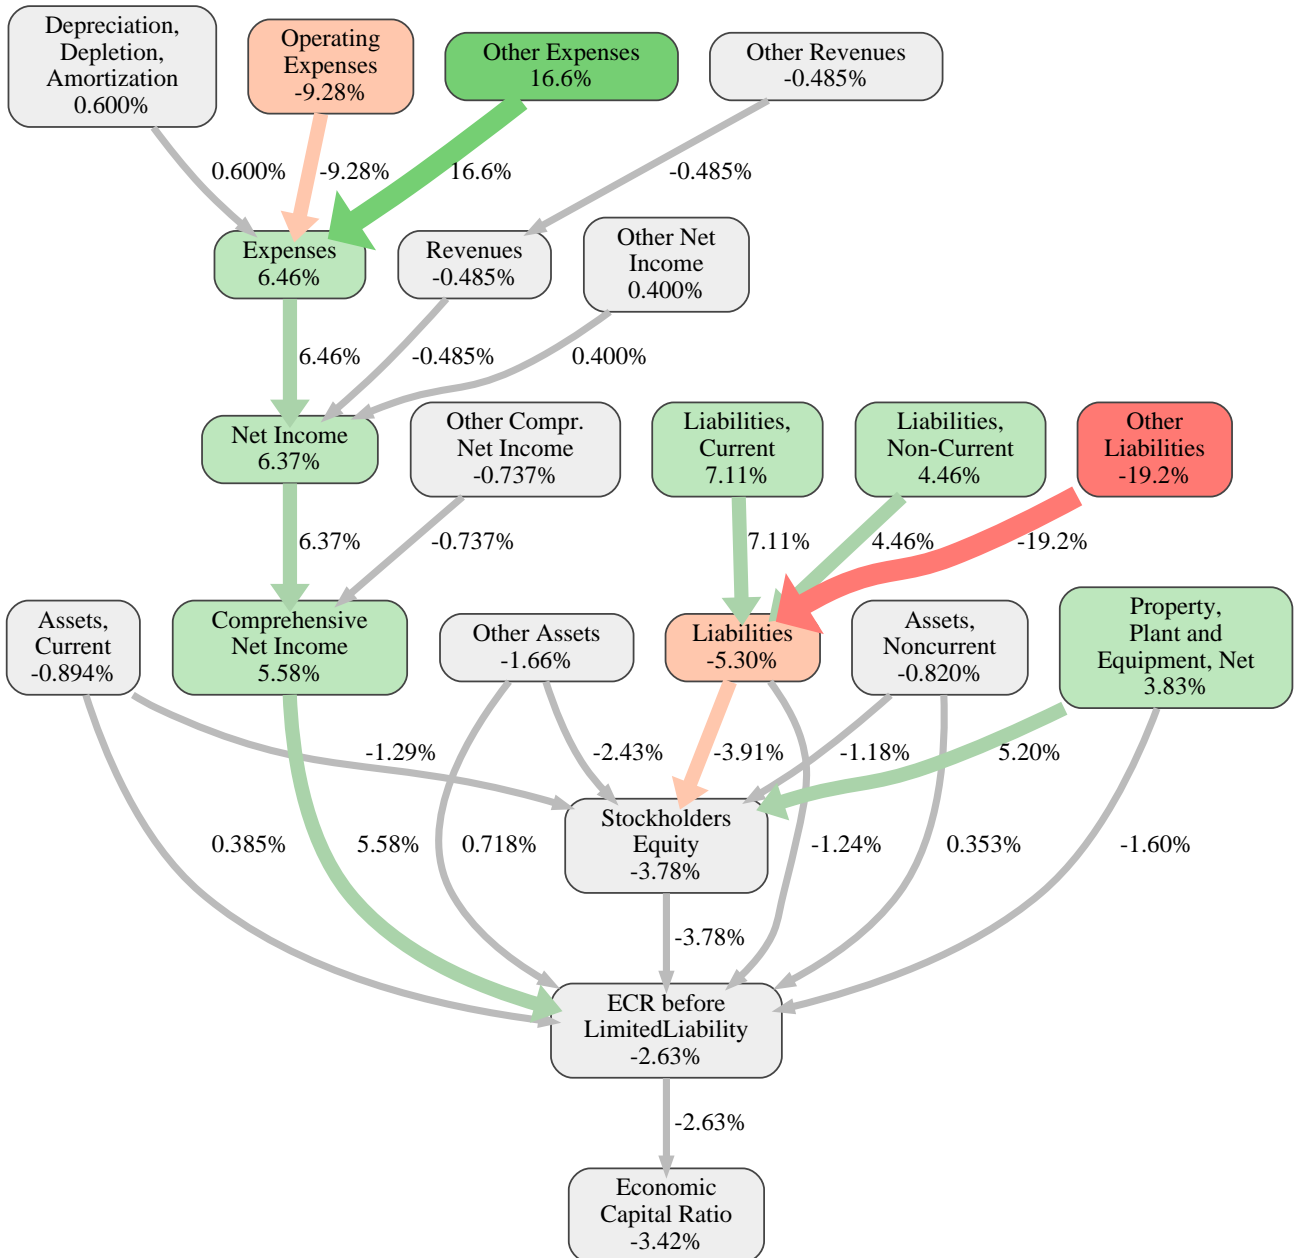 Depreciation,
Depletion,
Amortization
0.600%
Operating
Expenses
-9.28%
Other Expenses
16.6%
Other Revenues
-0.485%
0.600%
-9.28%
16.6%
-0.485%
Expenses
6.46%
Revenues
-0.485%
Other Net
Income
0.400%
6.46%
-0.485%
0.400%
Net Income
6.37%
Other Compr.
Net Income
-0.737%
Liabilities,
Current
7.11%
Liabilities,
Non-Current
4.46%
Other
Liabilities
-19.2%
6.37%
-0.737%
7.11%
4.46%
-19.2%
Assets,
Current
-0.894%
Comprehensive
Net Income
5.58%
Other Assets
-1.66%
Liabilities
-5.30%
Assets,
Noncurrent
-0.820%
Property,
Plant and
Equipment, Net
3.83%
-1.29%
-2.43%
-3.91%
-1.18%
5.20%
Stockholders
Equity
-3.78%
0.385%
5.58%
0.718%
-1.24%
0.353%
-1.60%
-3.78%
ECR before
LimitedLiability
-2.63%
-2.63%
Economic
Capital Ratio
-3.42%